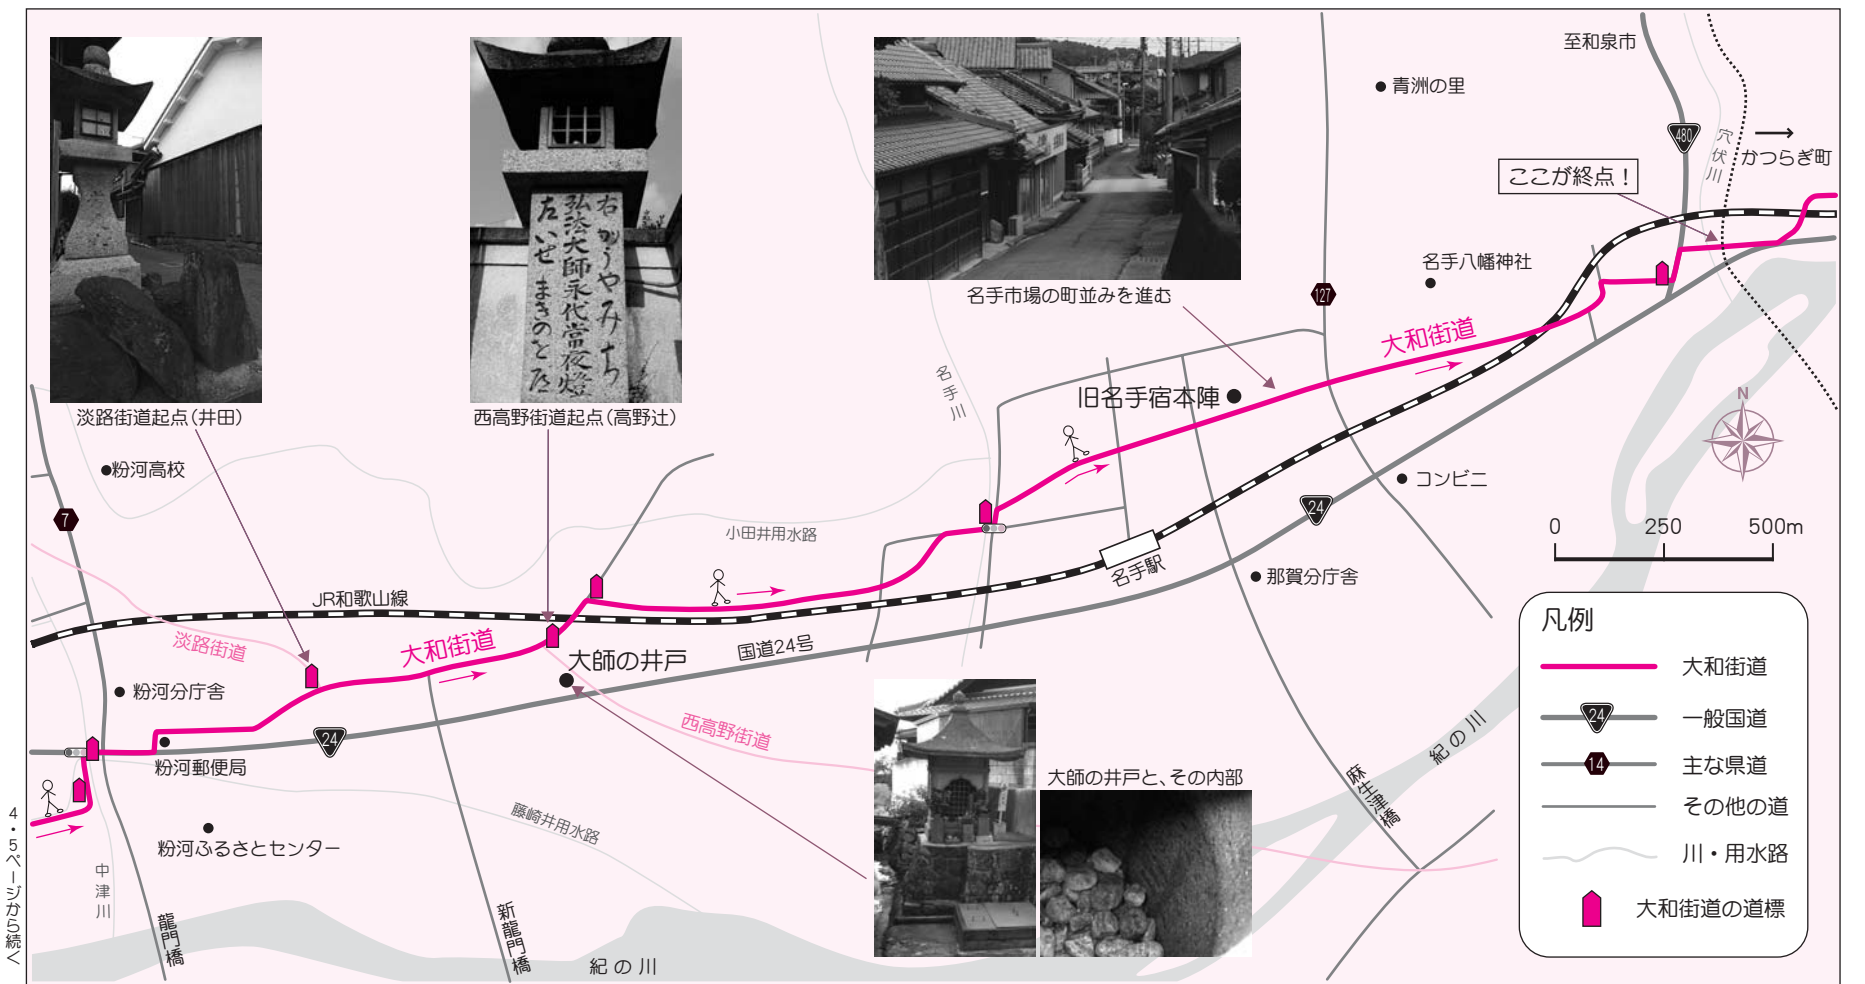 至和泉市
青洲の里
480
穴伏川
かつらぎ町
ここが終点！
名手八幡神社
127
名手市場の町並みを進む
大和街道
右 かうやみち
弘法大師永代常夜燈
左 いせ まきのを道
淡路街道起点（井田）
西高野街道起点（高野辻）
名手川
旧名手宿本陣
N
粉河高校
コンビニ
7
24
0 250 500m
小田井用水路
名手駅
那賀分庁舎
JR和歌山線
淡路街道
大和街道
国道24号
大師の井戸
粉河分庁舎
24
西高野街道
粉河郵便局
紀の川
麻生津橋
大師の井戸と、その内部
藤崎井用水路
粉河ふるさとセンター
中津川
龍門橋
新龍門橋
紀の川
4・5ページから続く
凡例
大和街道
24
一般国道
14
主な県道
その他の道
川・用水路
大和街道の道標